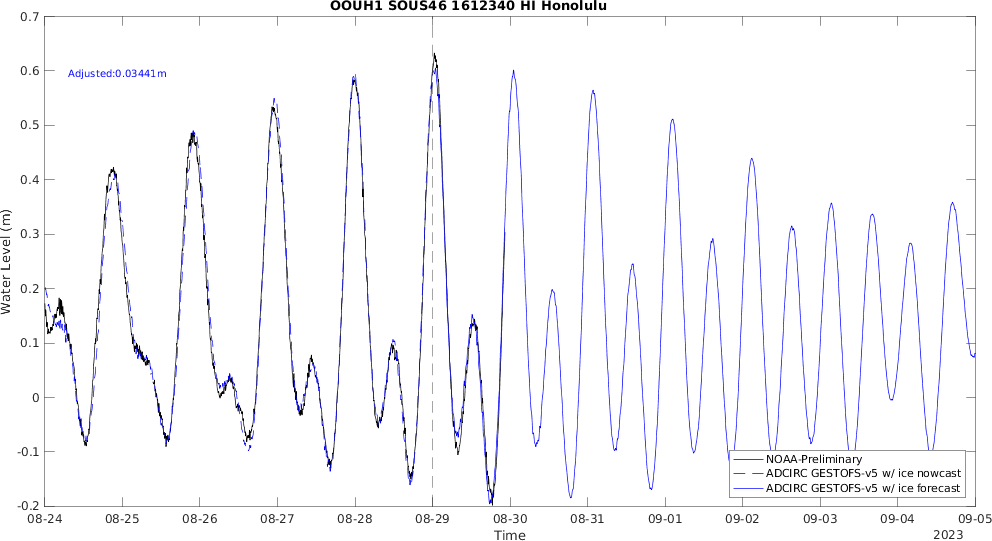 OOUH1 SOUS46 1612340 HI Honolulu
0.7
0.6
0.5
0.4
0.3
0.2
0.1
0
-0.1
-0.2
Water Level (m)
Adjusted:0.03441m
NOAA-Preliminary
ADCIRC GESTOFS-v5 w/ ice nowcast
ADCIRC GESTOFS-v5 w/ ice forecast
08-24 08-25 08-26 08-27 08-28 08-29 08-30 08-31 09-01 09-02 09-03 09-04 09-05
Time
2023